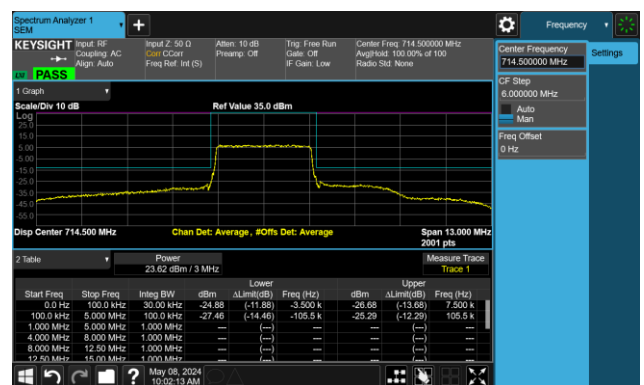 Spectrum Analyzer 1
SEM
Frequency
KEYSIGHT Input: RF Input Z: 50 Ω Atten: 10 dB Trig: Free Run Center Freq: 714.500000 MHz
Coupling: AC Corr CCorr Preamp: Off Gate: Off Avg|Hold: 100.00% of 100
Align: Auto Freq Ref: Int (S) IF Gain: Low Radio Std: None
PASS
Center Frequency
714.500000 MHz
Settings
CF Step
6.000000 MHz
Auto
Man
Freq Offset
0 Hz
1 Graph
Scale/Div 10 dB Ref Value 35.0 dBm
Log
25.0
15.0
5.00
-5.00
-15.0
-25.0
-35.0
-45.0
-55.0
Disp Center 714.500 MHz Chan Det: Average , #Offs Det: Average Span 13.000 MHz
2001 pts
2 Table Power Measure Trace
23.62 dBm / 3 MHz Trace 1
Lower Upper
Start Freq Stop Freq Integ BW dBm ΔLimit(dB) Freq (Hz) dBm ΔLimit(dB) Freq (Hz)
0.0 Hz 100.0 kHz 30.00 kHz -24.88 (-11.88) -3.500 k -26.68 (-13.68) 7.500 k
100.0 kHz 5.000 MHz 100.0 kHz -27.46 (-14.46) -105.5 k -25.29 (-12.29) 105.5 k
1.000 MHz 5.000 MHz 1.000 MHz --- (---) --- --- (---) ---
4.000 MHz 8.000 MHz 1.000 MHz --- (---) --- --- (---) ---
8.000 MHz 12.50 MHz 1.000 MHz --- (---) --- --- (---) ---
12.50 MHz 15.00 MHz 1.000 MHz --- (---) --- --- (---) ---
? May 08, 2024
10:02:13 AM